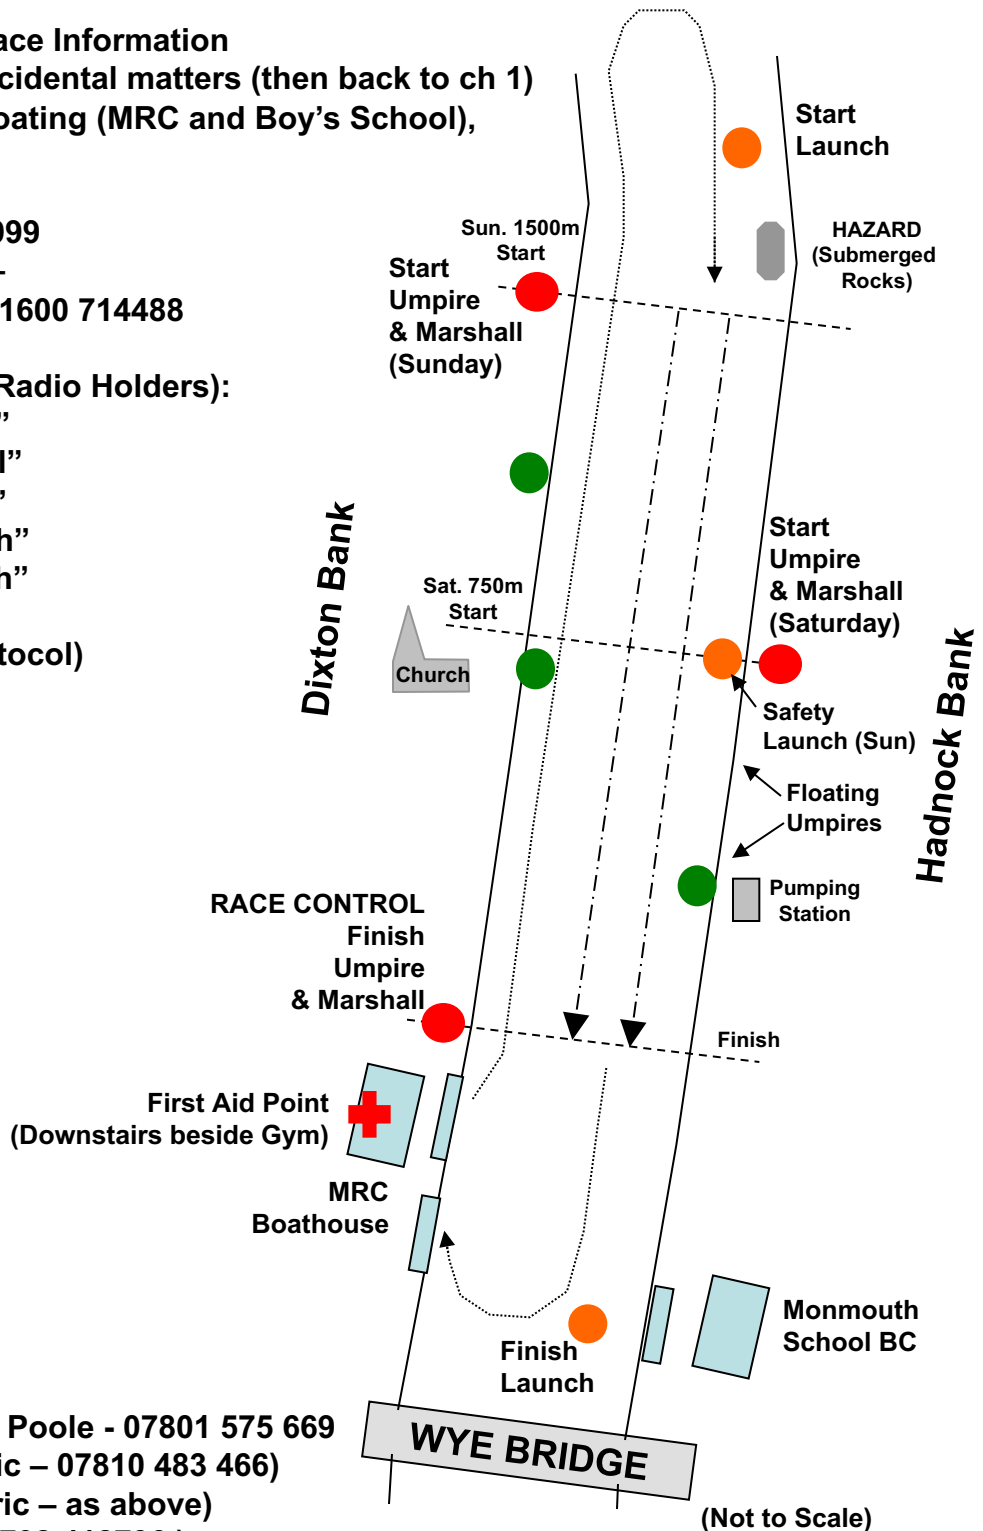 ace Information
cidental matters (then back to ch 1)
oating (MRC and Boy's School),
Start
Launch
099
Sun. 1500m
Start
HAZARD
(Submerged
Rocks)
-
1600 714488
Start
Umpire
& Marshall
(Sunday)
Radio Holders):
”
l”
”
h”
h”
tocol)
Dixton Bank
Start
Umpire
& Marshall
(Saturday)
Sat. 750m
Start
Church
Hadnock Bank
Safety
Launch (Sun)
Floating
Umpires
Pumping
Station
RACE CONTROL
Finish
Umpire
& Marshall
Finish
First Aid Point
(Downstairs beside Gym)
MRC
Boathouse
Monmouth
School BC
Finish
Launch
WYE BRIDGE
Poole - 07801 575 669
ic – 07810 483 466)
ric – as above)
(Not to Scale)